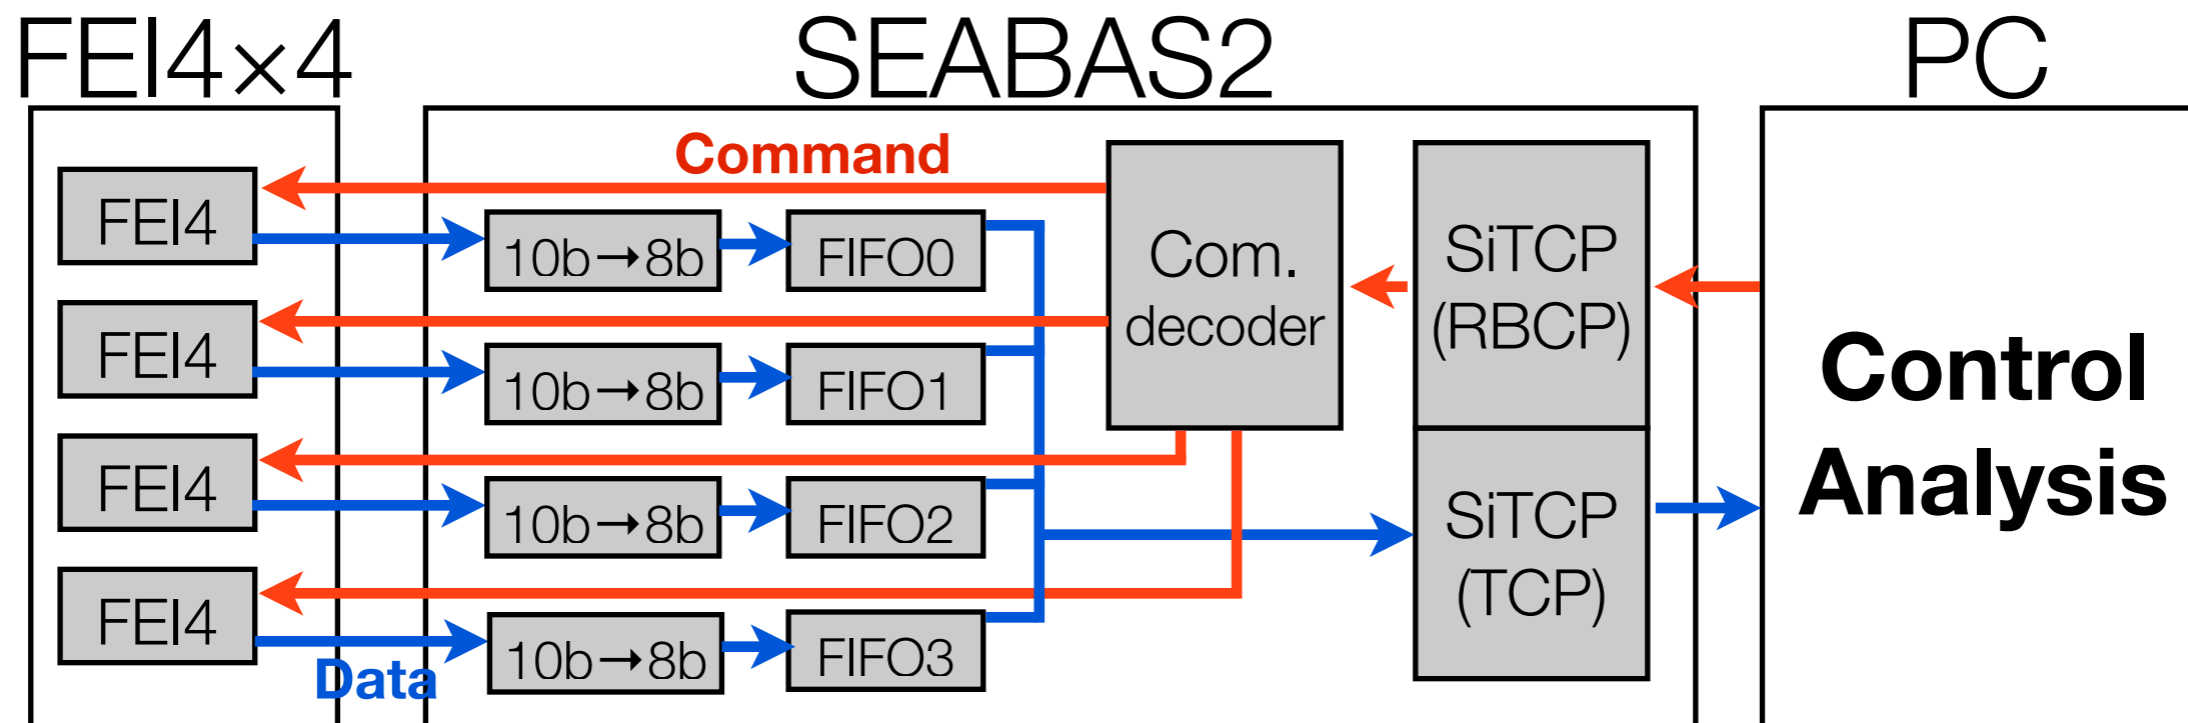 FEI4×4
SEABAS2
PC
Command
FEI4
10b→8b
FIFO0
FEI4
10b→8b
FIFO1
FEI4
10b→8b
FIFO2
FEI4
10b→8b
FIFO3
Data
Com.
decoder
SiTCP
(RBCP)
SiTCP
(TCP)
Control
Analysis